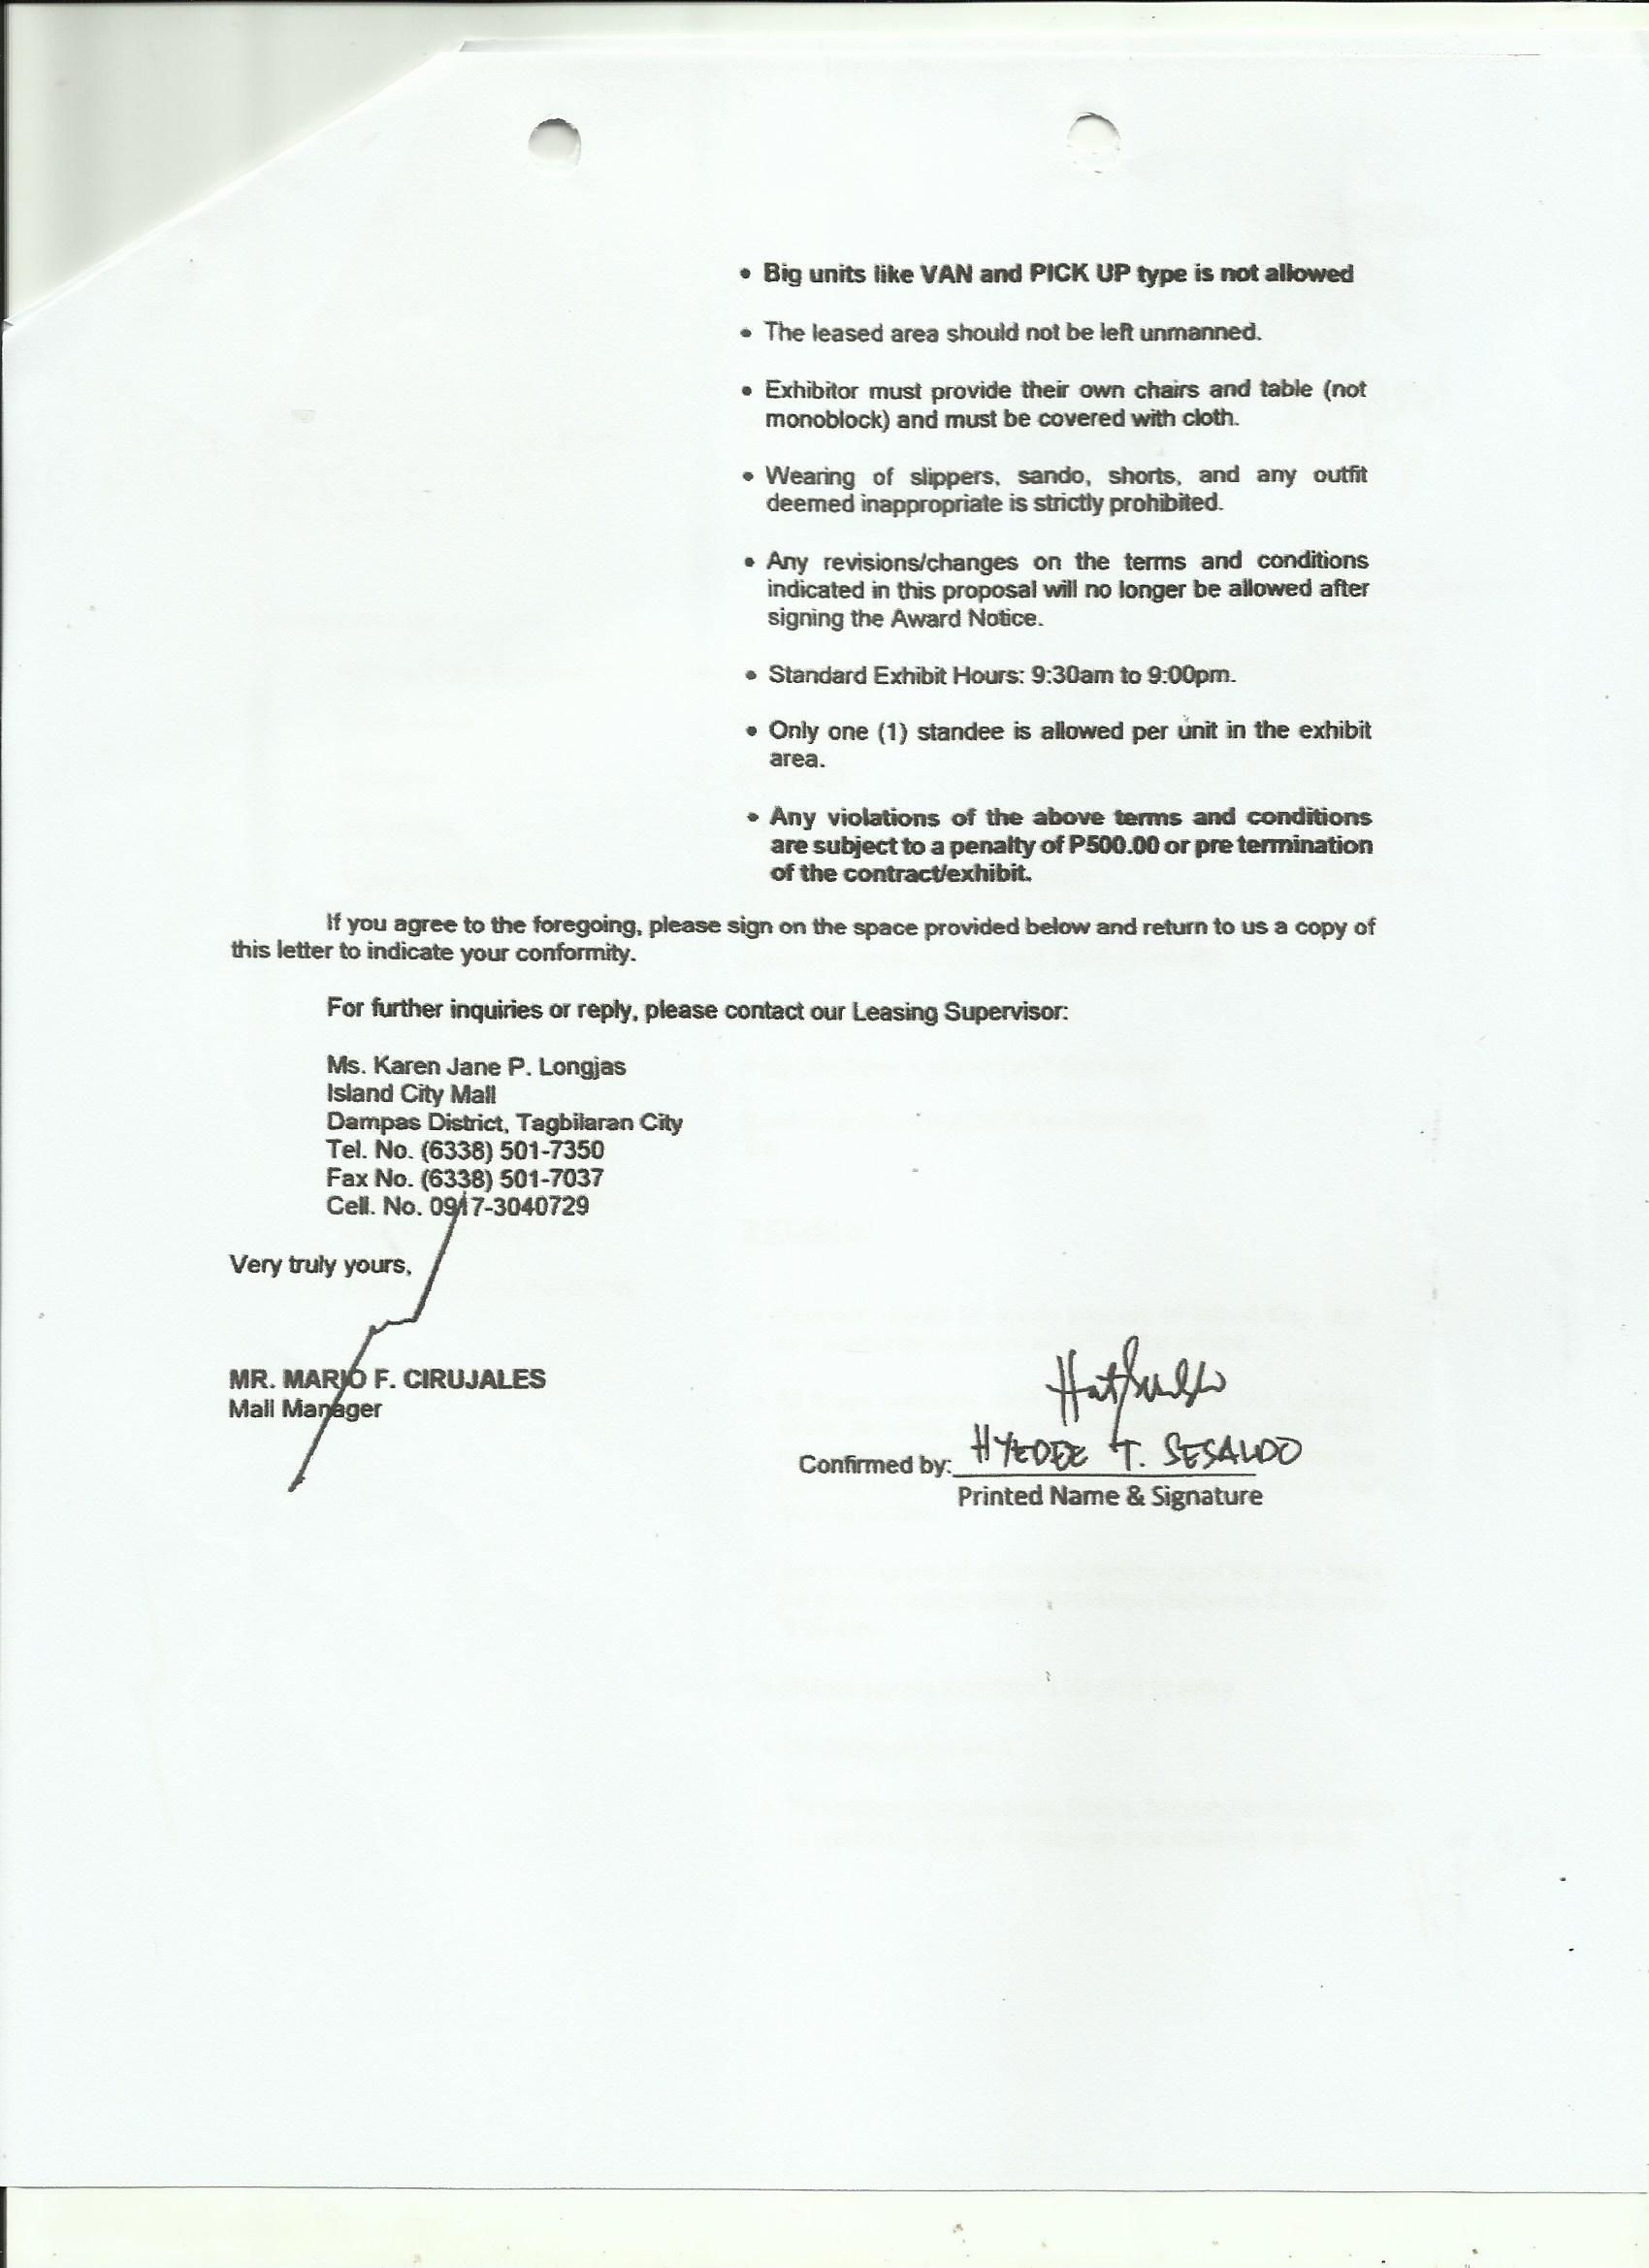 • Big units like VAN and PICK UP type is not allowed
• The leased area should not be left unmanned.
• Exhibitor must provide their own chairs and table (not
monoblock) and must be covered with cloth.
• Wearing of slippers, sando, shorts, and any outfit
deemed inappropriate is strictly prohibited.
• Any revisions/changes on the terms and conditions
indicated in this proposal will no longer be allowed after
signing the Award Notice.
• Standard Exhibit Hours: 9:30am to 9:00pm.
• Only one (1) standee is allowed per unit in the exhibit
area.
• Any violations of the above terms and conditions
are subject to a penalty of P500.00 or pre termination
of the contract/exhibit.
If you agree to the foregoing, please sign on the space provided below and return to us a copy of
this letter to indicate your conformity.
For further inquiries or reply, please contact our Leasing Supervisor:
Ms. Karen Jane P. Longjas
Island City Mall
Dampas District, Tagbilaran City
Tel. No. (6338) 501-7350
Fax No. (6338) 501-7037
Cell. No. 0917-3040729
Very truly yours,
MR. MARIO F. CIRUJALES
Mall Manager
Confirmed by: HYEDEE T. SESALDO
Printed Name & Signature